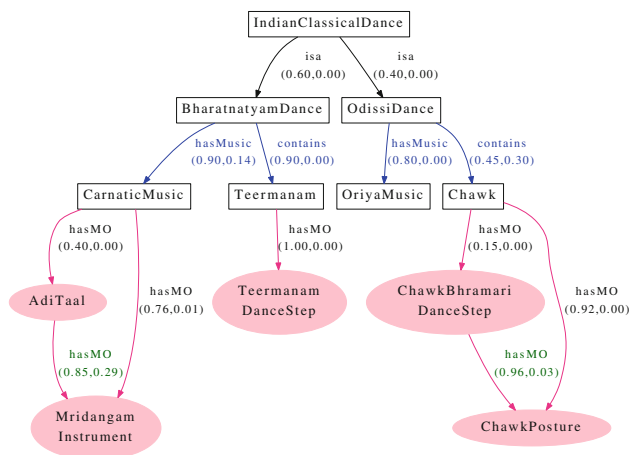 IndianClassicalDance
isa
(0.60,0.00)
isa
(0.40,0.00)
BharatnatyamDance
OdissiDance
hasMusic
(0.90,0.14)
contains
(0.90,0.00)
hasMusic
(0.80,0.00)
contains
(0.45,0.30)
CarnaticMusic
Teermanam
OriyaMusic
Chawk
hasMO
(0.40,0.00)
hasMO
(0.76,0.01)
hasMO
(1.00,0.00)
hasMO
(0.15,0.00)
hasMO
(0.92,0.00)
AdiTaal
Teermanam
DanceStep
ChawkBhramari
DanceStep
hasMO
(0.85,0.29)
hasMO
(0.96,0.03)
Mridangam
Instrument
ChawkPosture